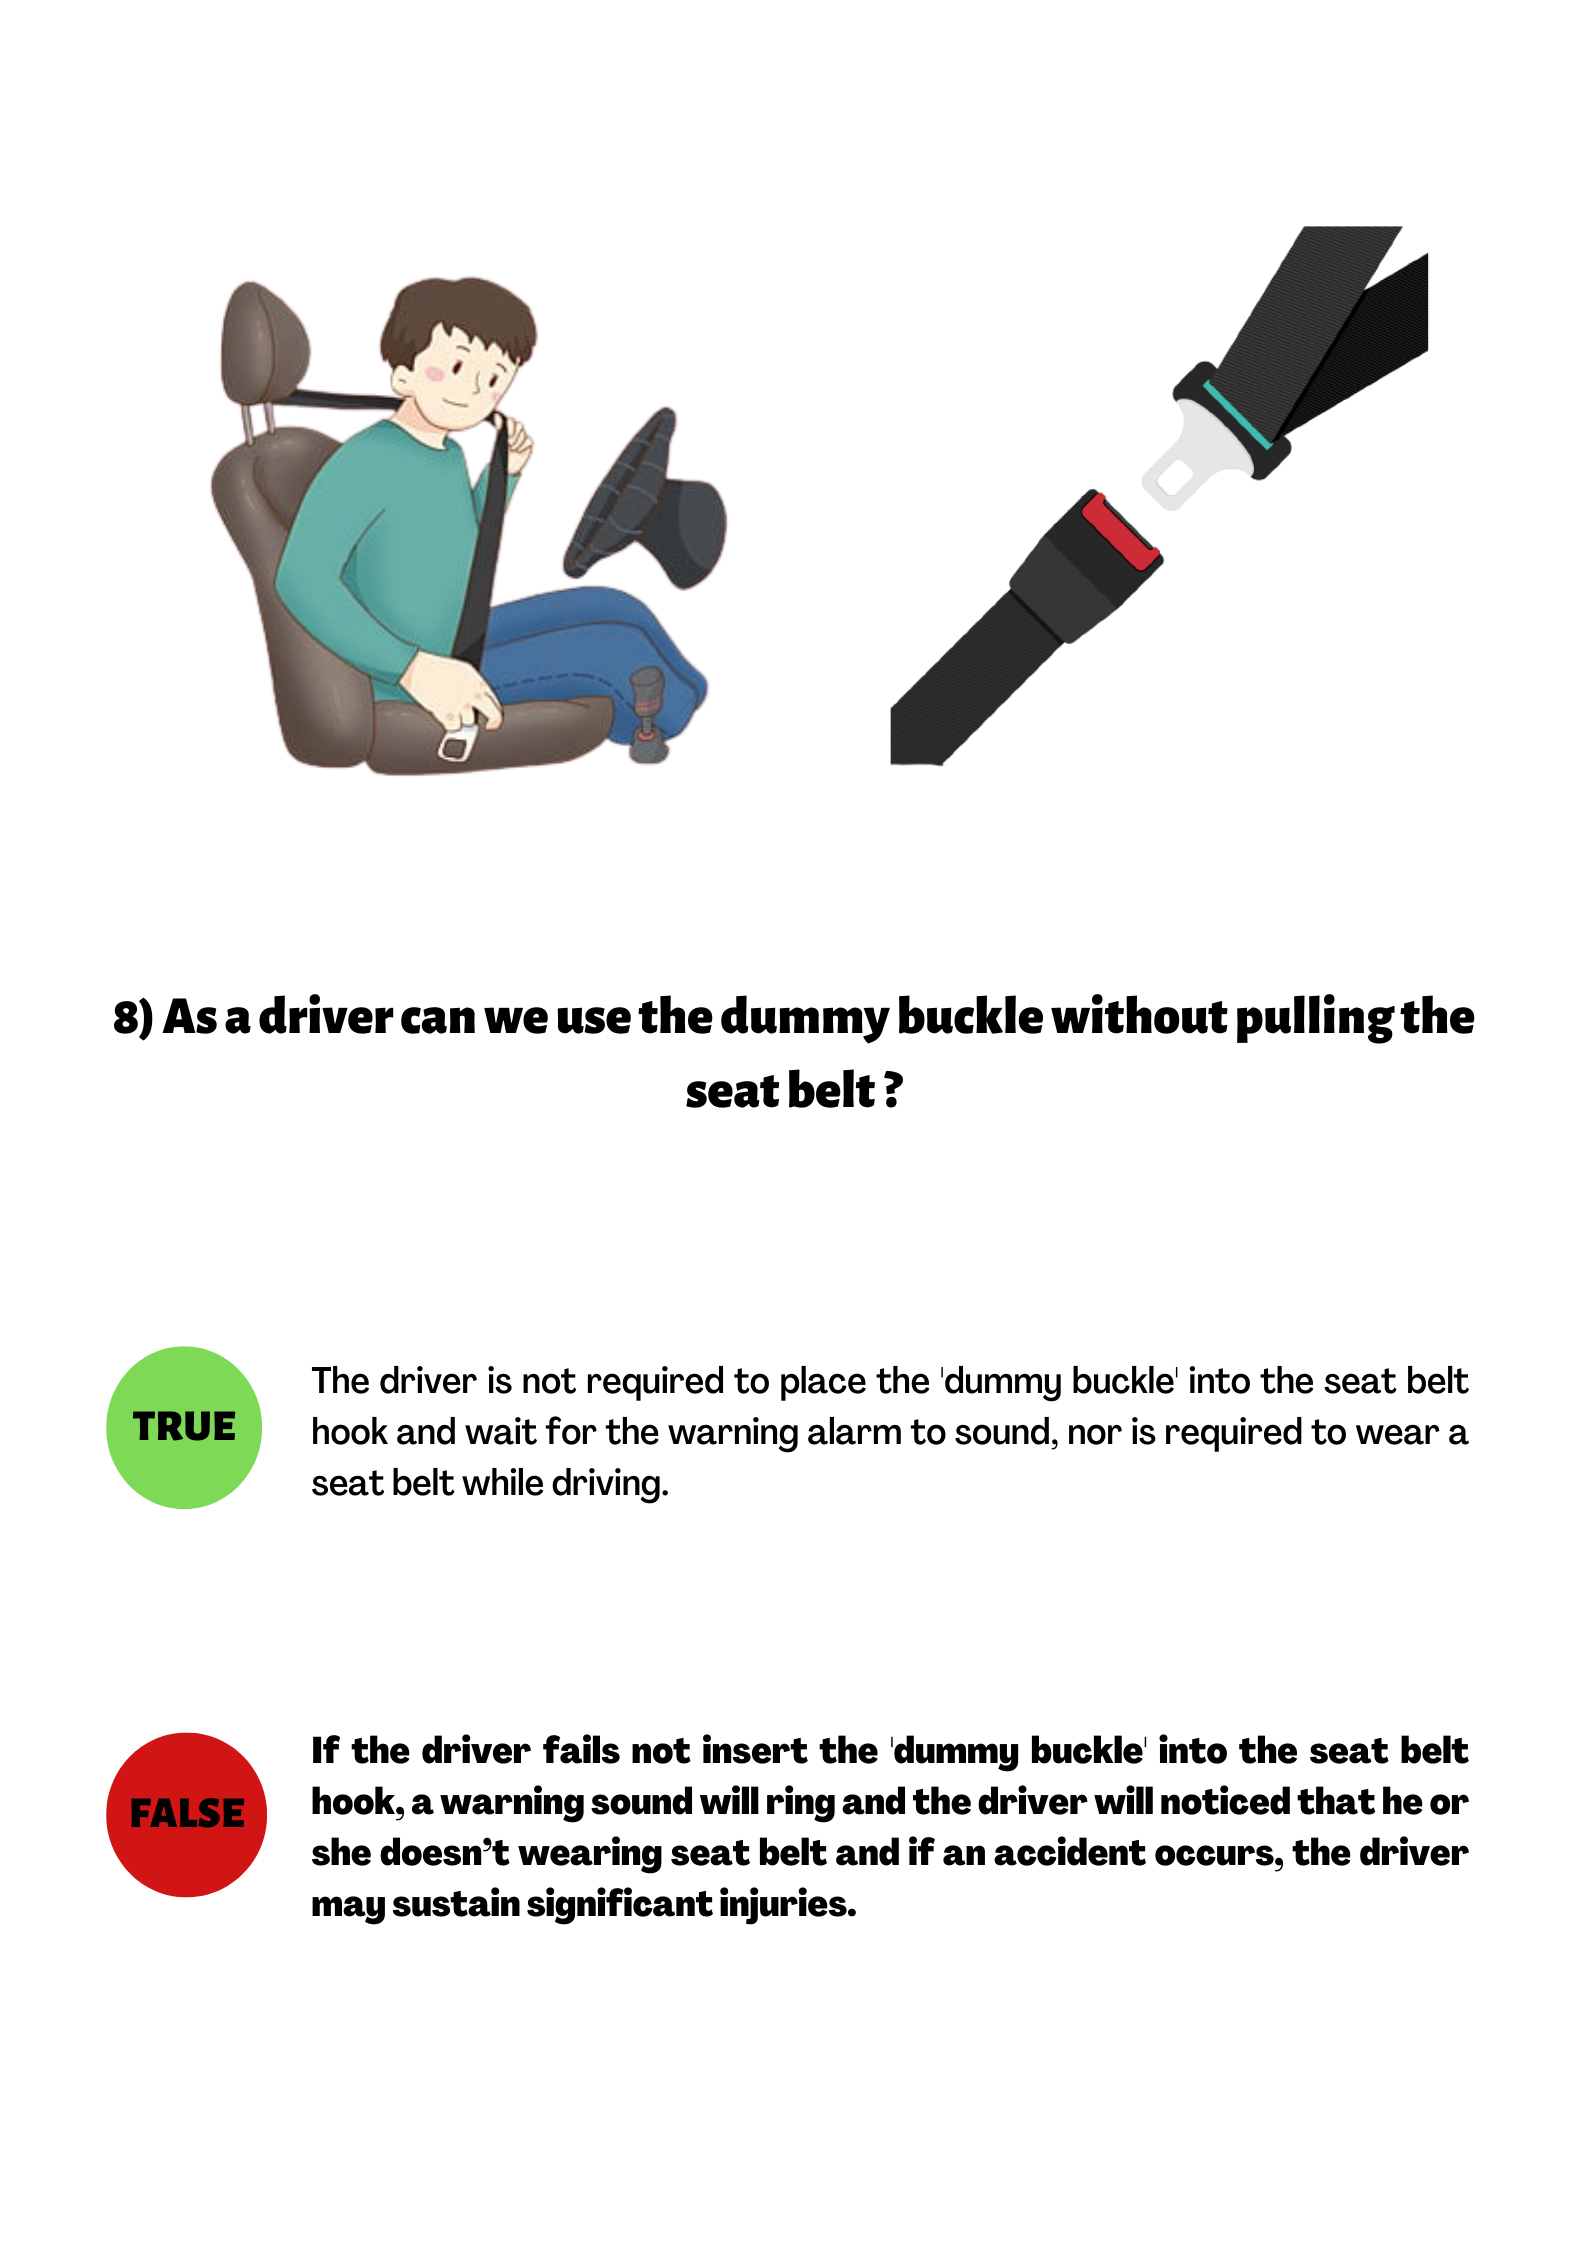 8) As a driver can we use the dummy buckle without pulling the
seat belt ?
TRUE
The driver is not required to place the 'dummy buckle' into the seat belt
hook and wait for the warning alarm to sound, nor is required to wear a
seat belt while driving.
FALSE
If the driver fails not insert the 'dummy buckle' into the seat belt
hook, a warning sound will ring and the driver will noticed that he or
she doesn’t wearing seat belt and if an accident occurs, the driver
may sustain significant injuries.